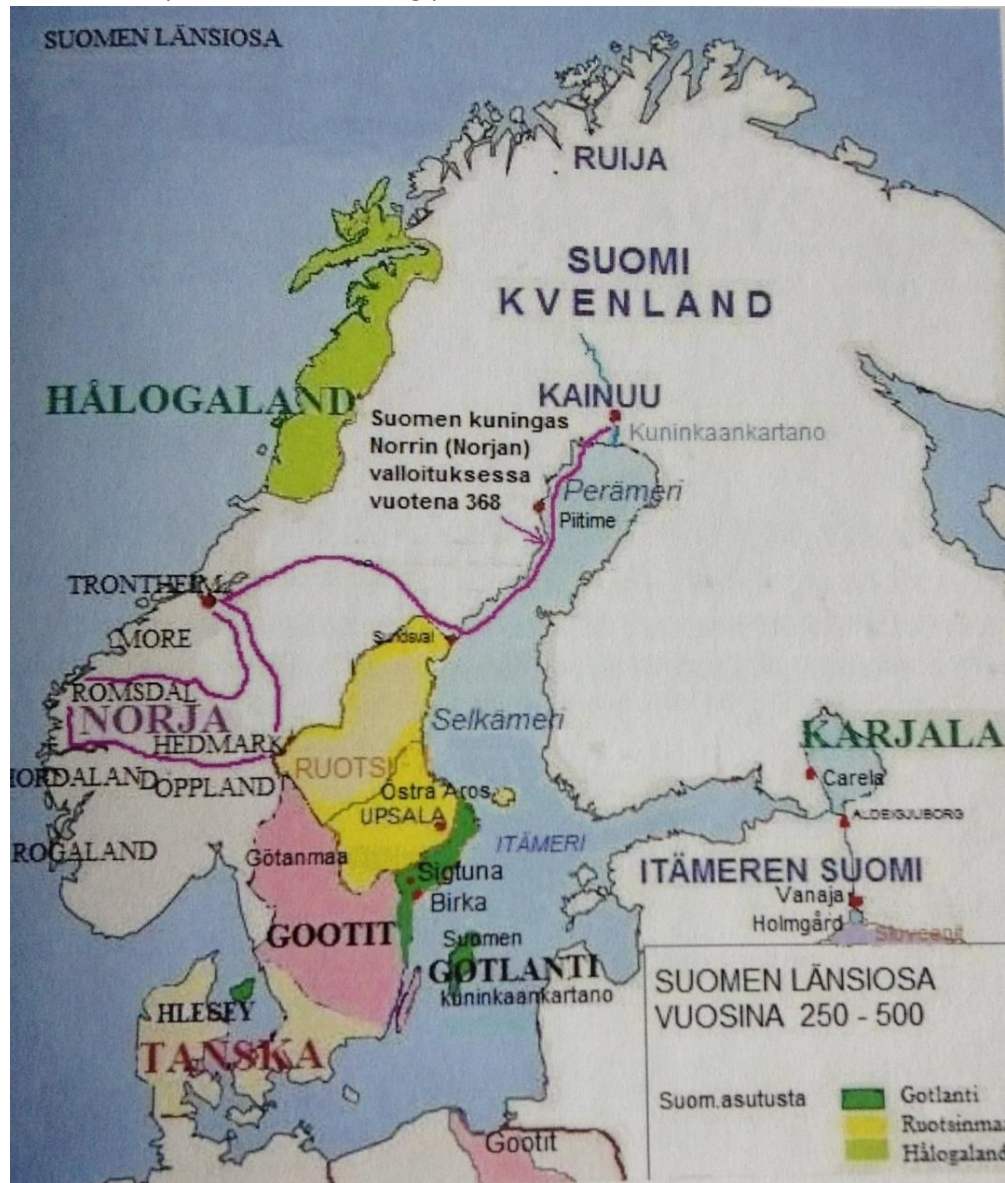 SUOMEN LÄNSIOSA
RUIJA
SUOMI
KVENLAND
HÅLOGALAND
KAINUU
Suomen kuningas
Norrin (Norjan)
valloituksessa
vuotena 368
Kuninkaankartano
Perämeri
Piitime
TRONTHEIM
MORE
Sundsval
ROMSDAL
NORJA
HEDMARK
Selkämeri
KARJALA
RUOTSI
ORDALAND
OPPLAND
Carela
Östra Aros
UPSALA
ALDEIGJUBORG
ROGALAND
Götanmaa
ITÄMERI
Sigtuna
Birka
ITÄMEREN SUOMI
Vanaja
Holmgård
Sloveenit
GOOTIT
Suomen
GOTLANTI
kuninkaankartano
HLESEY
TANSKA
SUOMEN LÄNSIOSA
VUOSINA 250 - 500
Suom.asutusta
Gotlanti
Ruotsinmaa
Hålogaland
Gootit